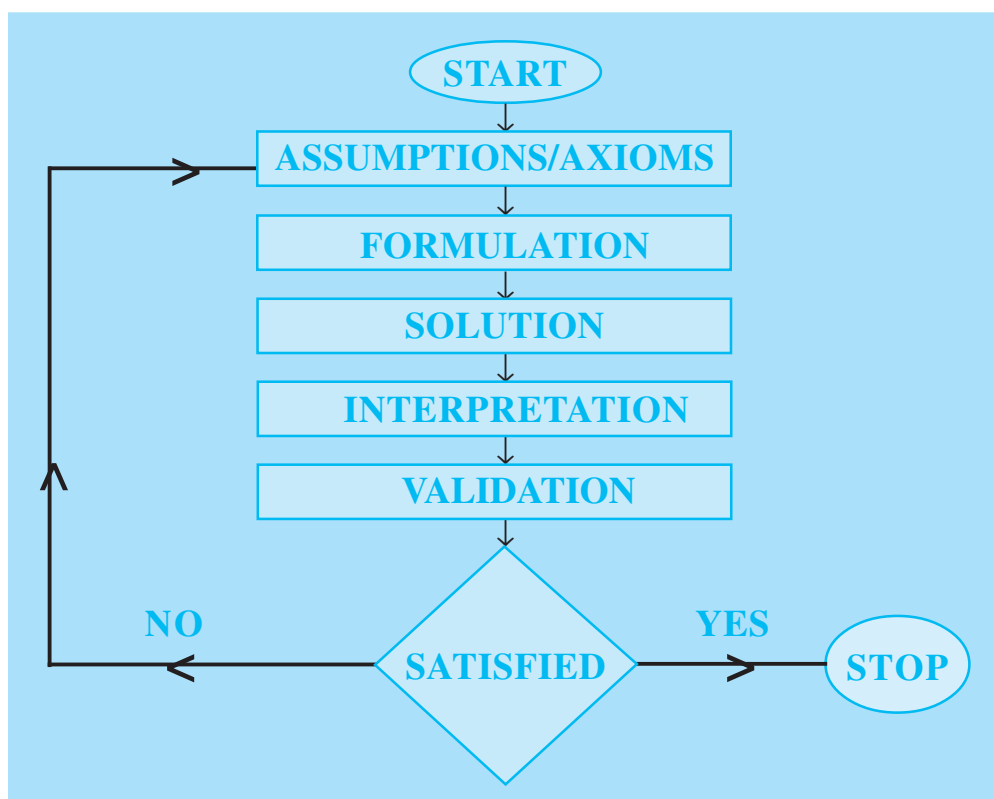 START
ASSUMPTIONS/AXIOMS
FORMULATION
SOLUTION
INTERPRETATION
VALIDATION
NO
YES
SATISFIED
STOP